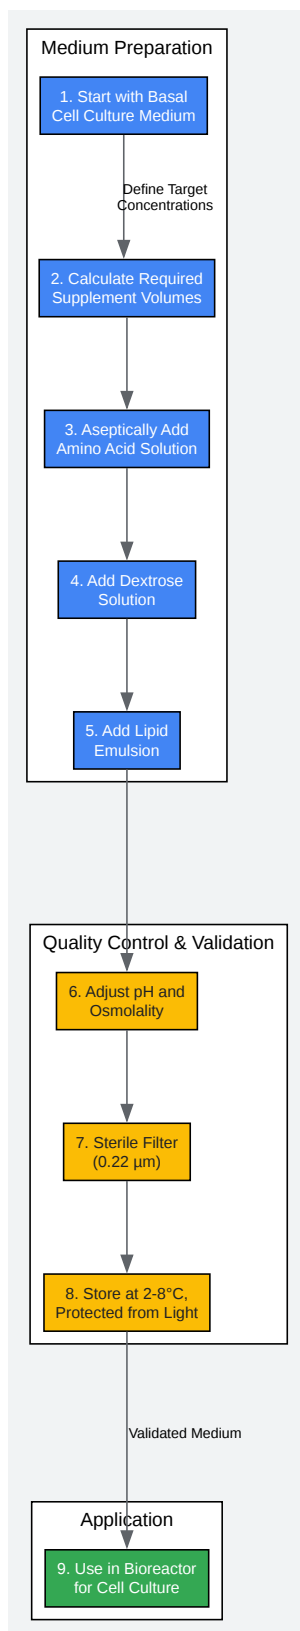 Medium Preparation
1. Start with Basal
Cell Culture Medium
Define Target
Concentrations
2. Calculate Required
Supplement Volumes
3. Aseptically Add
Amino Acid Solution
4. Add Dextrose
Solution
5. Add Lipid
Emulsion
Quality Control & Validation
6. Adjust pH and
Osmolality
7. Sterile Filter
(0.22 µm)
8. Store at 2-8°C,
Protected from Light
Validated Medium
Application
9. Use in Bioreactor
for Cell Culture